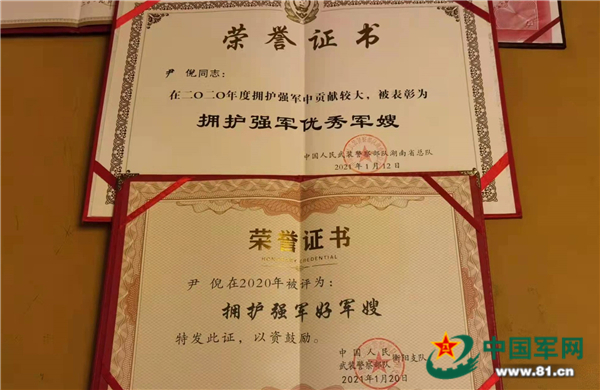 荣誉证书
尹 倪同志：
在二〇二〇年度拥护强军中贡献较大，被表彰为
拥护强军优秀军嫂
中国人民武装警察部队湖南省总队
2021年1月12日
荣誉证书
HONORARY CREDENTIAL
尹 倪在2020年被评为：
拥护强军好军嫂
特发此证，以资鼓励。
中国人民
武装警察部队 衡阳支队
2021年1月20日
中国军网
www.81.cn